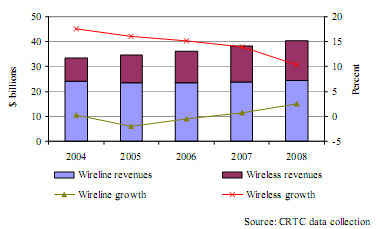 50 20
40 15
30 10
20 5
10 0
0 -5
$ billions
Percent
2004 2005 2006 2007 2008
Wireline revenues Wireless revenues
Wireline growth Wireless growth
Source: CRTC data collection